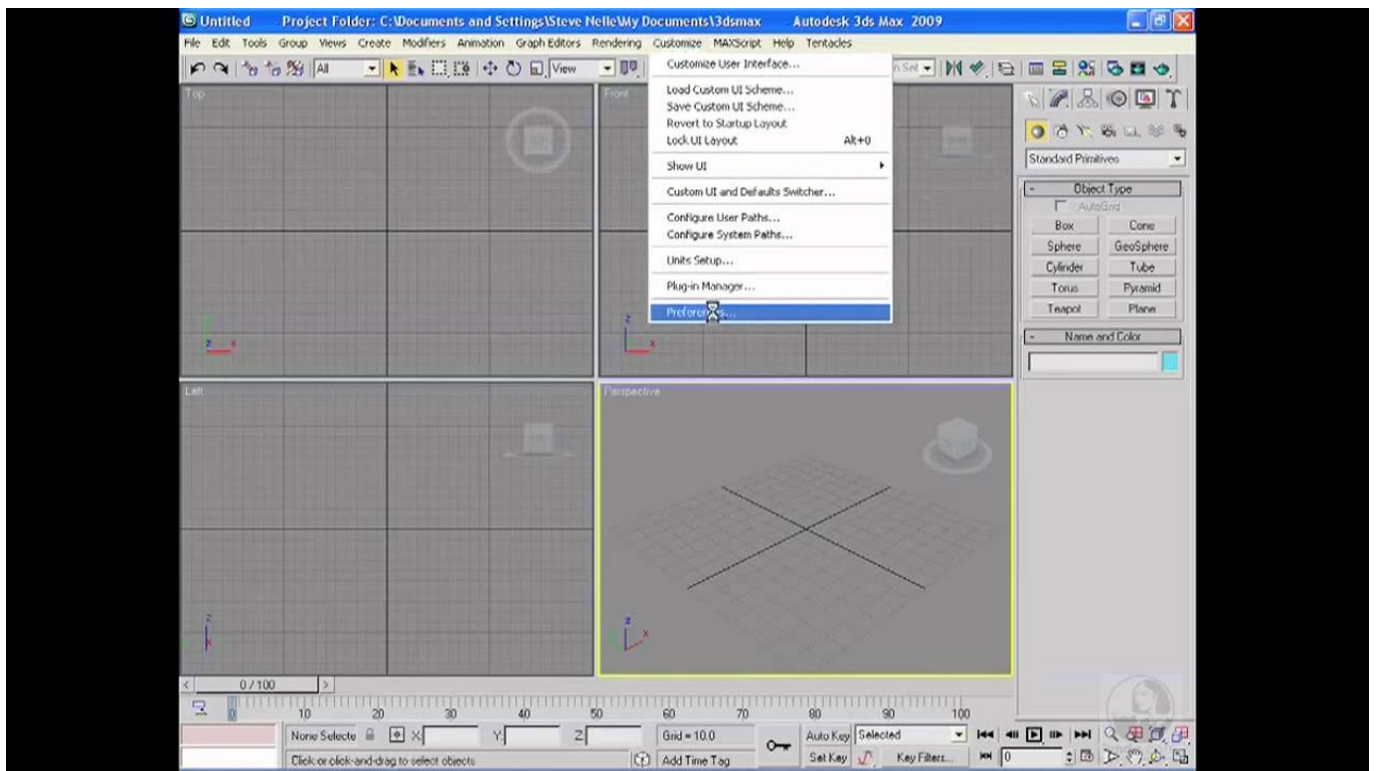 Untitled Project Folder: C:\Documents and Settings\Steve Nelle\My Documents\3dsmax Autodesk 3ds Max 2009
File Edit Tools Group Views Create Modifiers Animation Graph Editors Rendering Customize MAXScript Help Tentacles
All View n Sel
Customize User Interface...
Load Custom UI Scheme...
Save Custom UI Scheme...
Revert to Startup Layout
Lock UI Layout Alt+0
Show UI
Custom UI and Defaults Switcher...
Configure User Paths...
Configure System Paths...
Units Setup...
Plug-in Manager...
Top
Front
z x
z x
Left
Perspective
z x
z x
Standard Primitives
- Object Type
AutoGrid
Box Cone
Sphere GeoSphere
Cylinder Tube
Torus Pyramid
Teapot Plane
- Name and Color
< 0 / 100 >
0 10 20 30 40 50 60 70 80 90 100
None Selecte X: Y: Z: Grid = 10.0 Auto Key Selected
Click or click-and-drag to select objects Add Time Tag Set Key Key Filters... 0